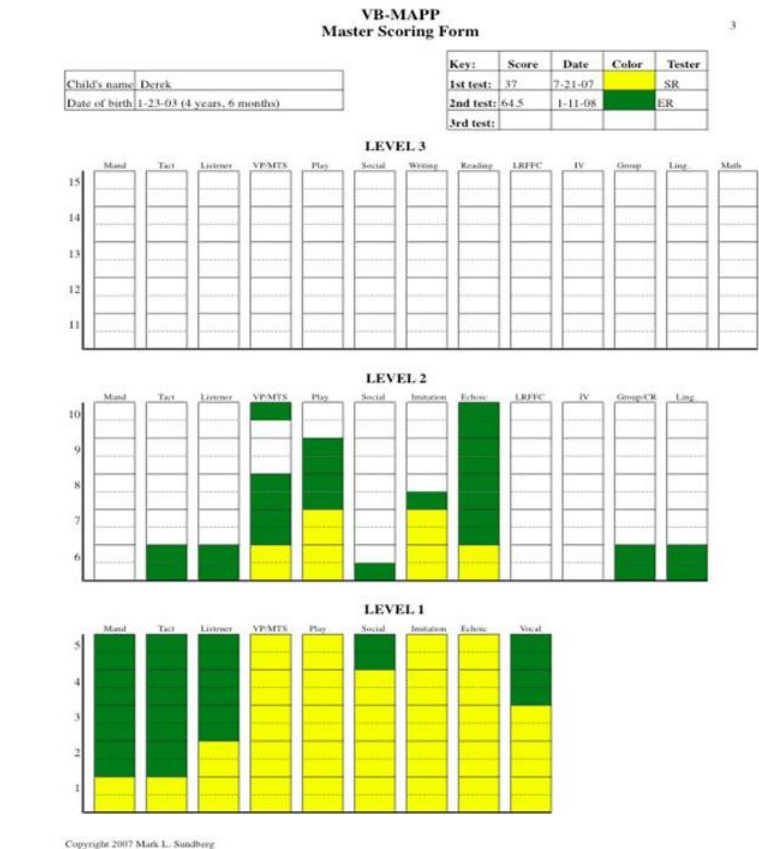 VB-MAPP
Master Scoring Form
3
Key: Score Date Color Tester
Child's name Derek
1st test: 37 7-21-07 SR
Date of birth 1-23-03 (4 years, 6 months)
2nd test: 64.5 1-11-08 ER
3rd test:
LEVEL 3
Mand Tact Listener VP/MTS Play Social Writing Reading LRFFC IV Group Ling. Math
15
14
13
12
11
LEVEL 2
Mand Tact Listener VP/MTS Play Social Imitation Echoic LRFFC IV Group/CR Ling.
10
9
8
7
6
LEVEL 1
Mand Tact Listener VP/MTS Play Social Imitation Echoic Vocal
5
4
3
2
1
Copyright 2007 Mark L. Sundberg